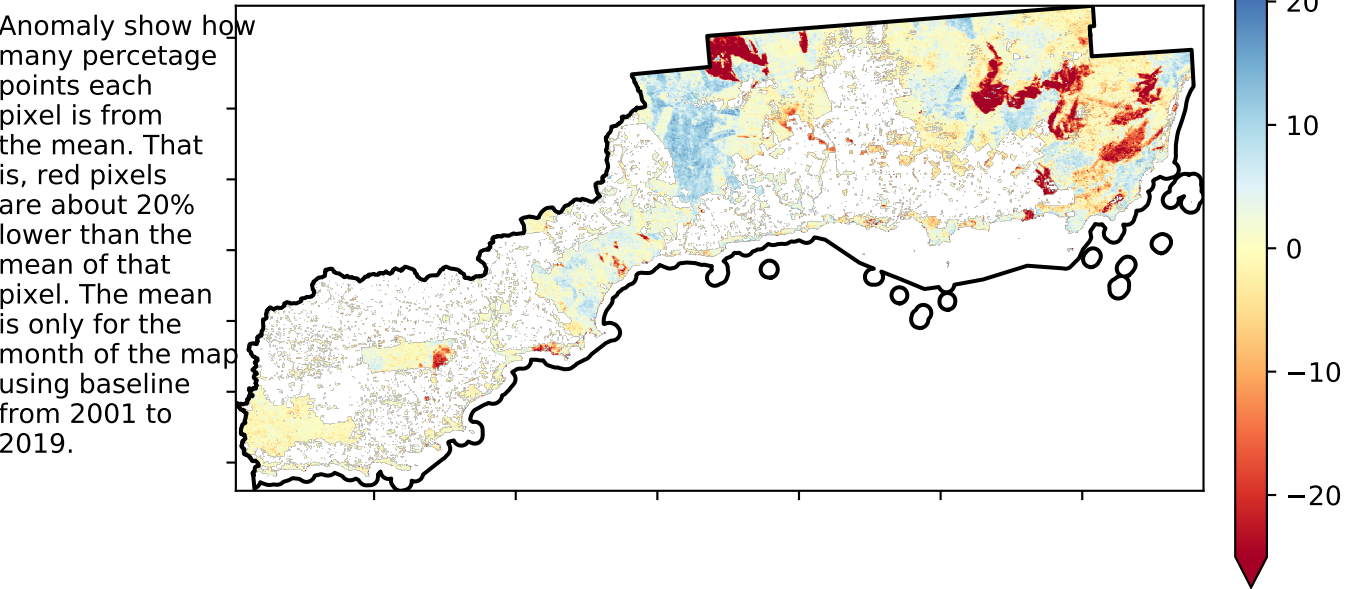 Anomaly show how
many percetage
points each
pixel is from
the mean. That
is, red pixels
are about 20%
lower than the
mean of that
pixel. The mean
is only for the
month of the map
using baseline
from 2001 to
2019.
20
10
0
−10
−20